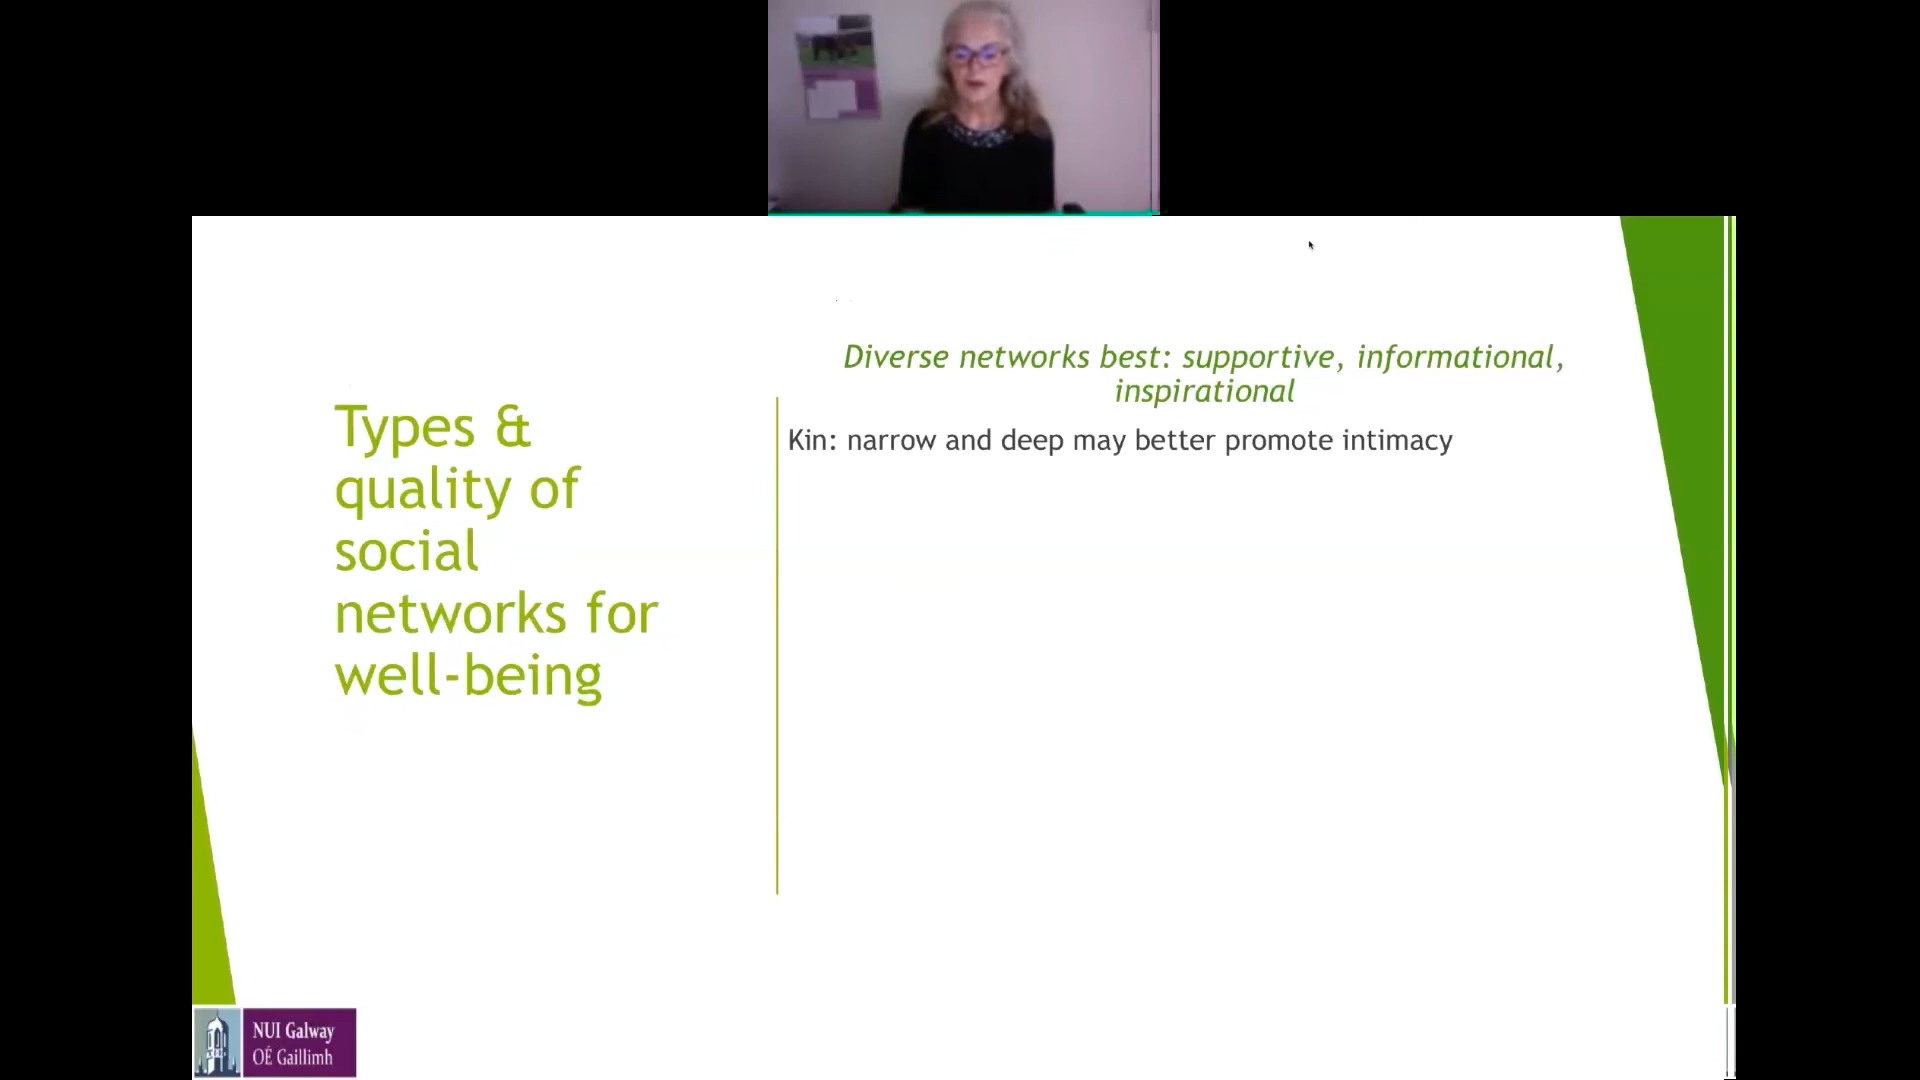 Types &
quality of
social
networks for
well-being
Diverse networks best: supportive, informational,
inspirational
Kin: narrow and deep may better promote intimacy
NUI Galway
OÉ Gaillimh